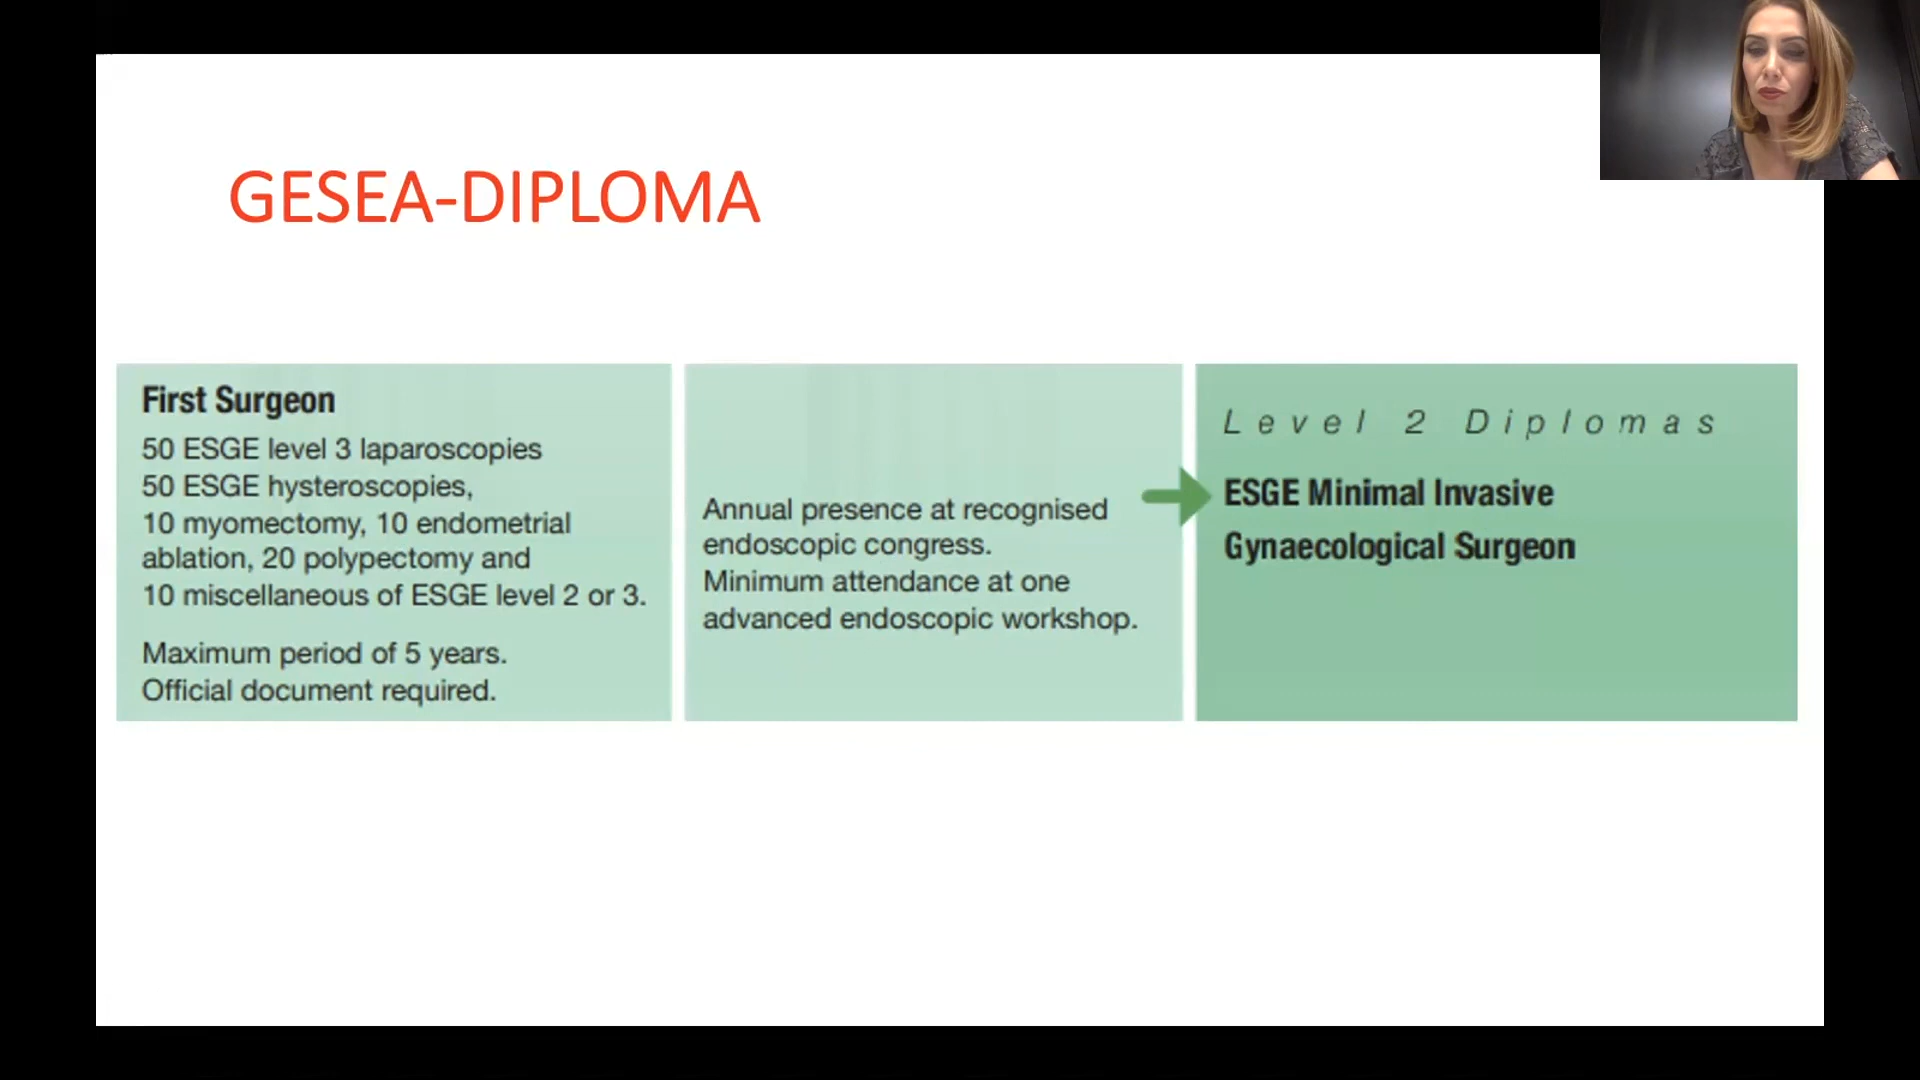 GESEA-DIPLOMA
First Surgeon
50 ESGE level 3 laparoscopies
50 ESGE hysteroscopies,
10 myomectomy, 10 endometrial
ablation, 20 polypectomy and
10 miscellaneous of ESGE level 2 or 3.
Maximum period of 5 years.
Official document required.
Annual presence at recognised
endoscopic congress.
Minimum attendance at one
advanced endoscopic workshop.
Level 2 Diplomas
ESGE Minimal Invasive
Gynaecological Surgeon